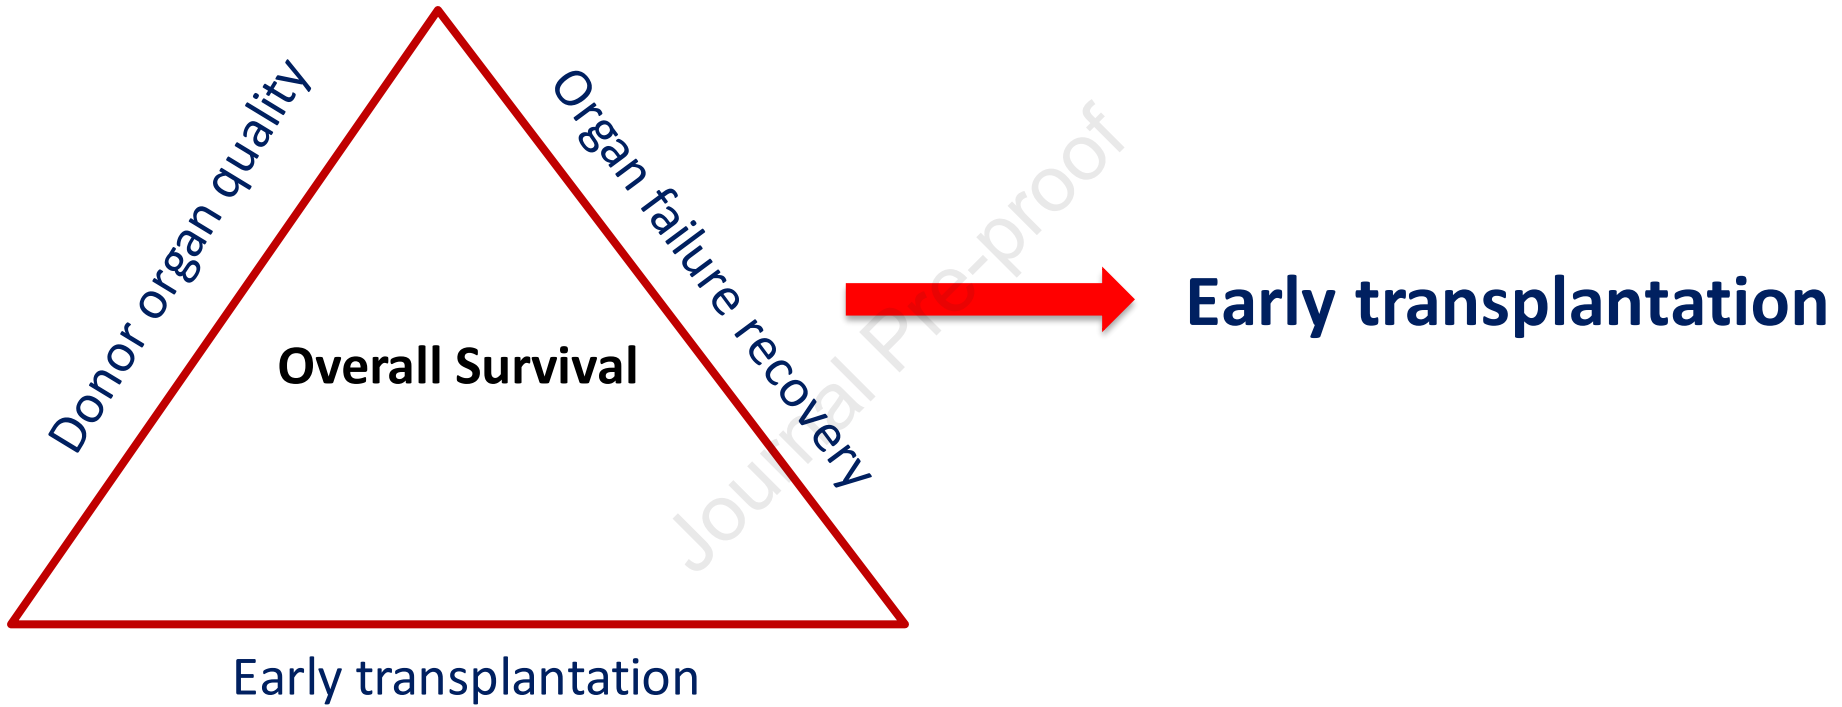 Donor organ quality
Organ failure recovery
Overall Survival
Early transplantation
Early transplantation
Journal Pre-proof